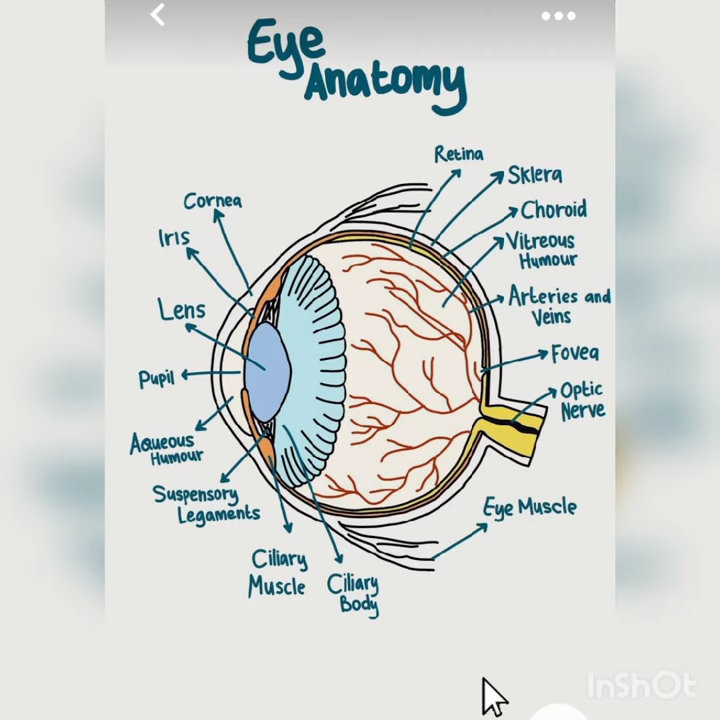 Eye
Anatomy
Retina
Sklera
Cornea
Choroid
Iris
Vitreous
Humour
Lens
Arteries and
Veins
Fovea
Pupil
Optic
Nerve
Aqueous
Humour
Suspensory
Legaments
Eye Muscle
Ciliary
Muscle
Ciliary
Body
InShOt